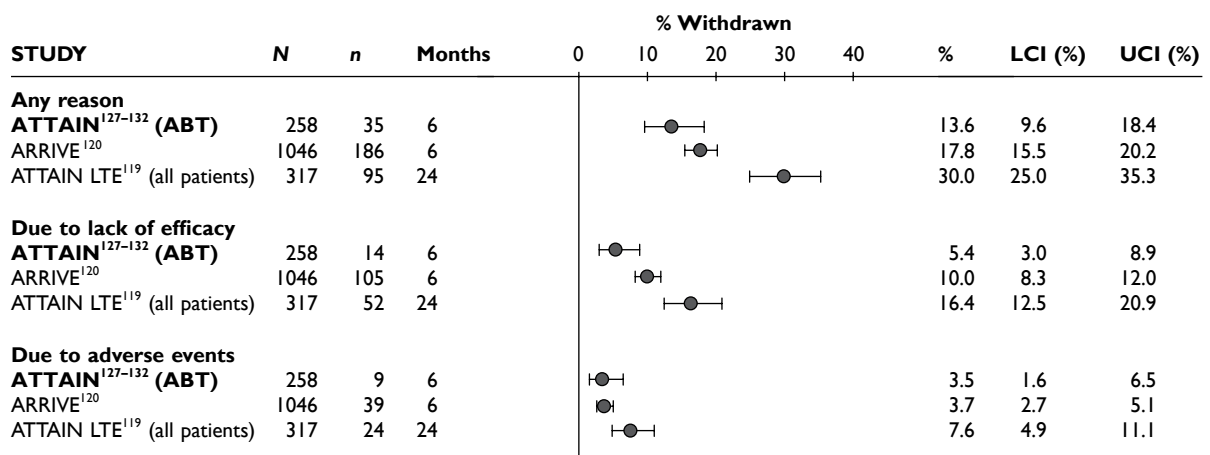 % Withdrawn
STUDY N n Months 0 10 20 30 40 % LCI (%) UCI (%)
Any reason
ATTAIN127–132 (ABT) 258 35 6 13.6 9.6 18.4
ARRIVE120 1046 186 6 17.8 15.5 20.2
ATTAIN LTE119 (all patients) 317 95 24 30.0 25.0 35.3
Due to lack of efficacy
ATTAIN127–132 (ABT) 258 14 6 5.4 3.0 8.9
ARRIVE120 1046 105 6 10.0 8.3 12.0
ATTAIN LTE119 (all patients) 317 52 24 16.4 12.5 20.9
Due to adverse events
ATTAIN127–132 (ABT) 258 9 6 3.5 1.6 6.5
ARRIVE120 1046 39 6 3.7 2.7 5.1
ATTAIN LTE119 (all patients) 317 24 24 7.6 4.9 11.1